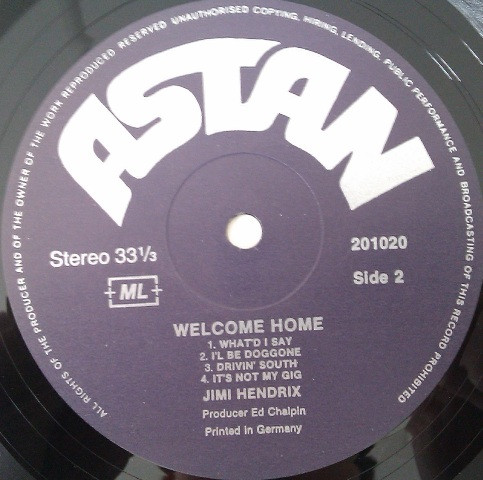 ALL RIGHTS OF THE PRODUCER AND OF THE OWNER OF THE WORK REPRODUCED RESERVED UNAUTHORISED COPYING, HIRING, LENDING, PUBLIC PERFORMANCE AND BROADCASTING OF THIS RECORD PROHIBITED
ASTAN
Stereo 33 1/3
201020
ML
Side 2
WELCOME HOME
1. WHAT'D I SAY
2. I'L BE DOGGONE
3. DRIVIN' SOUTH
4. IT'S NOT MY GIG
JIMI HENDRIX
Producer Ed Chalpin
Printed in Germany